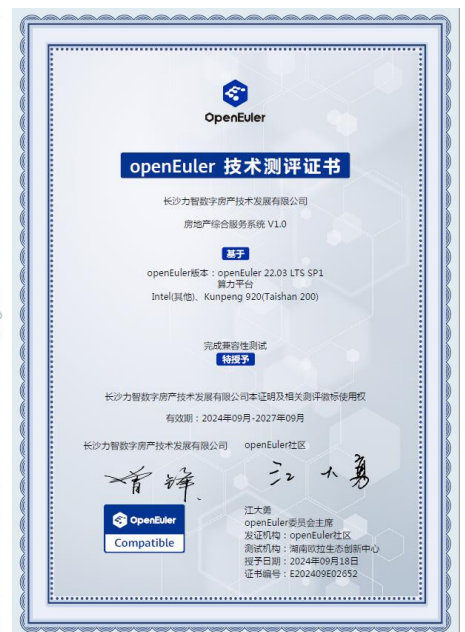 OpenEuler
openEuler 技术测评证书
长沙力智数字房产技术发展有限公司
房地产综合服务系统 V1.0
基于
openEuler版本：openEuler 22.03 LTS SP1
算力平台
Intel(其他)、Kunpeng 920(Taishan 200)
完成兼容性测试
特授予
长沙力智数字房产技术发展有限公司本证明及相关测评徽标使用权
有效期：2024年09月-2027年09月
长沙力智数字房产技术发展有限公司 openEuler社区
曾锋 江大勇
OpenEuler
Compatible
江大勇
openEuler委员会主席
发证机构：openEuler社区
测试机构：湖南欧拉生态创新中心
授予日期：2024年09月18日
证书编号：E202409E02652